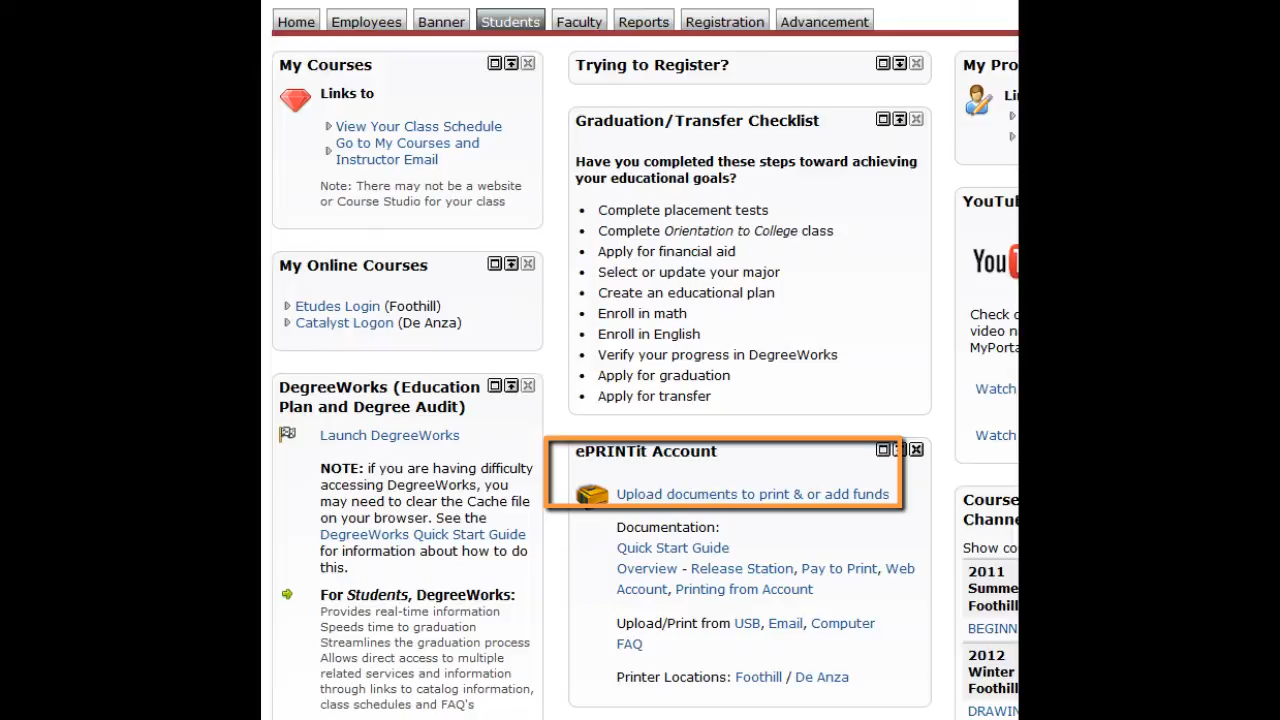 Home Employees Banner Students Faculty Reports Registration Advancement
My Courses
Links to
View Your Class Schedule
Go to My Courses and
Instructor Email
Note: There may not be a website
or Course Studio for your class
My Online Courses
Etudes Login (Foothill)
Catalyst Logon (De Anza)
DegreeWorks (Education
Plan and Degree Audit)
Launch DegreeWorks
NOTE: if you are having difficulty
accessing DegreeWorks, you
may need to clear the Cache file
on your browser. See the
DegreeWorks Quick Start Guide
for information about how to do
this.
For Students, DegreeWorks:
Provides real-time information
Speeds time to graduation
Streamlines the graduation process
Allows direct access to multiple
related services and information
through links to catalog information,
class schedules and FAQ's
Trying to Register?
Graduation/Transfer Checklist
Have you completed these steps toward achieving
your educational goals?
• Complete placement tests
• Complete Orientation to College class
• Apply for financial aid
• Select or update your major
• Create an educational plan
• Enroll in math
• Enroll in English
• Verify your progress in DegreeWorks
• Apply for graduation
• Apply for transfer
ePRINTit Account
Upload documents to print & or add funds
Documentation:
Quick Start Guide
Overview - Release Station, Pay to Print, Web
Account, Printing from Account
Upload/Print from USB, Email, Computer
FAQ
Printer Locations: Foothill / De Anza
My Pro
Li
YouTu
You
Check
video n
MyPorta
Watch
Watch
Course
Channe
Show co
2011
Summe
Foothill
BEGINN
2012
Winter
Foothill
DRAWIN